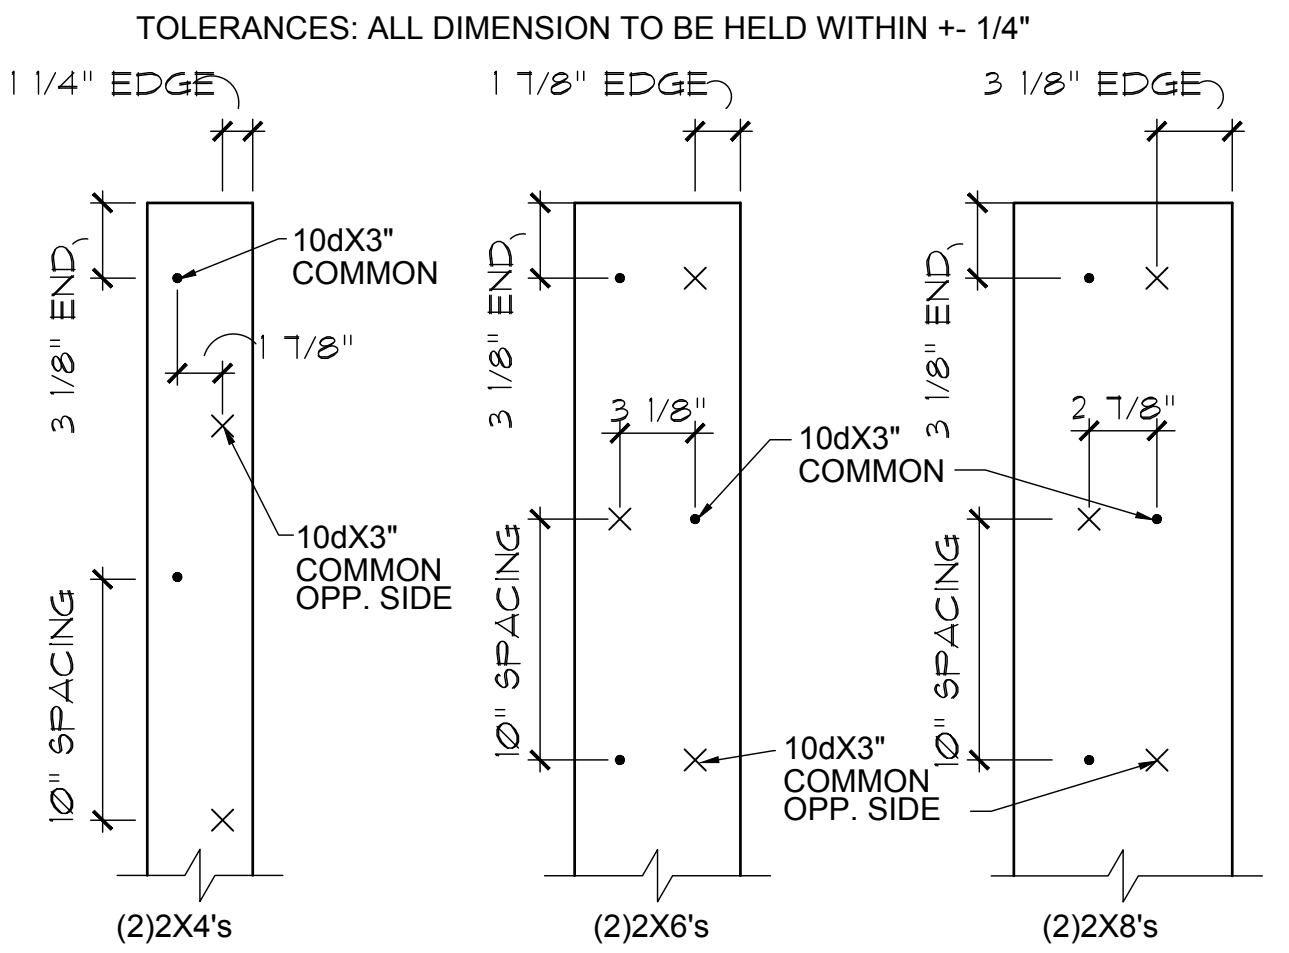 TOLERANCES: ALL DIMENSION TO BE HELD WITHIN +- 1/4"
1 1/4" EDGE
1 7/8" EDGE
3 1/8" EDGE
3 1/8" END
10dX3"
COMMON
1 7/8"
10dX3"
COMMON
OPP. SIDE
10" SPACING
(2)2X4's
3 1/8" END
3 1/8"
10dX3"
COMMON
10" SPACING
10dX3"
COMMON
OPP. SIDE
(2)2X6's
3 1/8" END
2 7/8"
10" SPACING
(2)2X8's